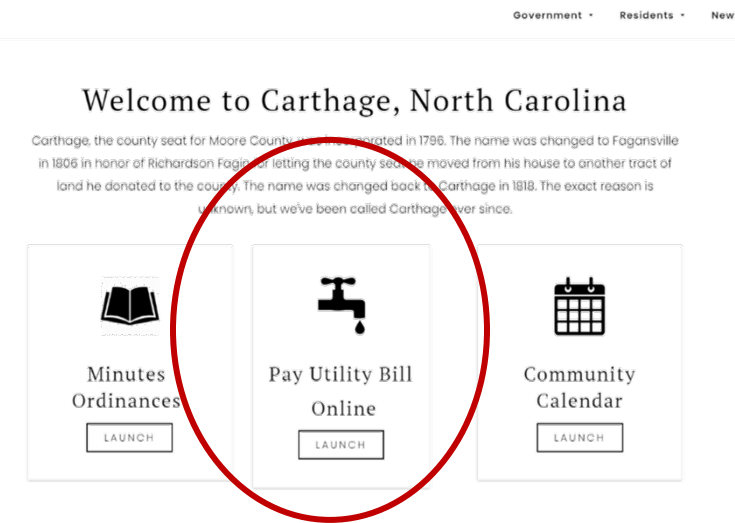 Government Residents New
Welcome to Carthage, North Carolina
Carthage, the county seat for Moore County, was incorporated in 1796. The name was changed to Fagansville
in 1806 in honor of Richardson Fagin for letting the county seat be moved from his house to another tract of
land he donated to the county. The name was changed back to Carthage in 1818. The exact reason is
unknown, but we've been called Carthage ever since.
Minutes
Ordinances
LAUNCH
Pay Utility Bill
Online
LAUNCH
Community
Calendar
LAUNCH